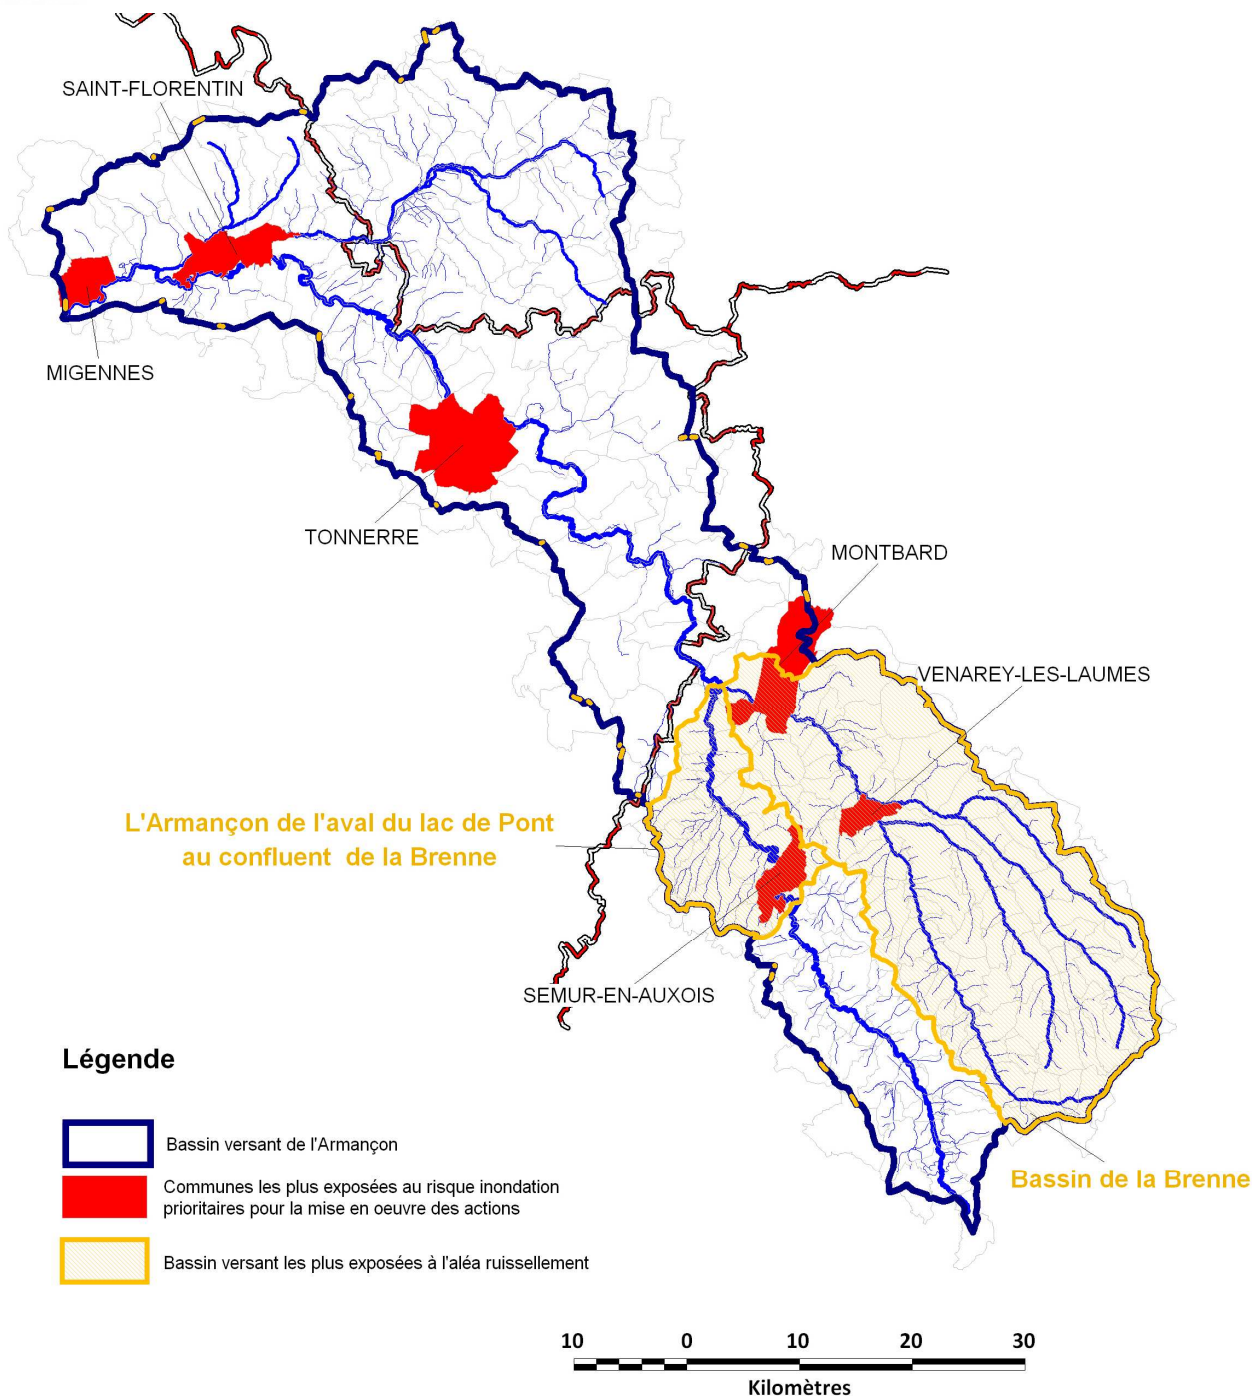 SAINT-FLORENTIN
MIGENNES
TONNERRE
MONTBARD
VENAREY-LES-LAUMES
L'Armançon de l'aval du lac de Pont
au confluent de la Brenne
SEMUR-EN-AUXOIS
Bassin de la Brenne
Légende
Bassin versant de l'Armançon
Communes les plus exposées au risque inondation
prioritaires pour la mise en oeuvre des actions
Bassin versant les plus exposées à l'aléa ruissellement
10 0 10 20 30
Kilomètres